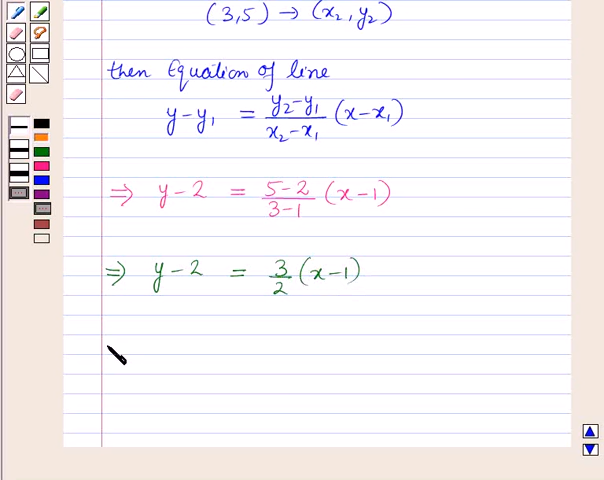 (3,5) → (x₂, y₂)
then Equation of line
y-y₁ = y₂-y₁/x₂-x₁ (x-x₁)
⇒ y-2 = 5-2/3-1 (x-1)
⇒ y-2 = 3/2 (x-1)